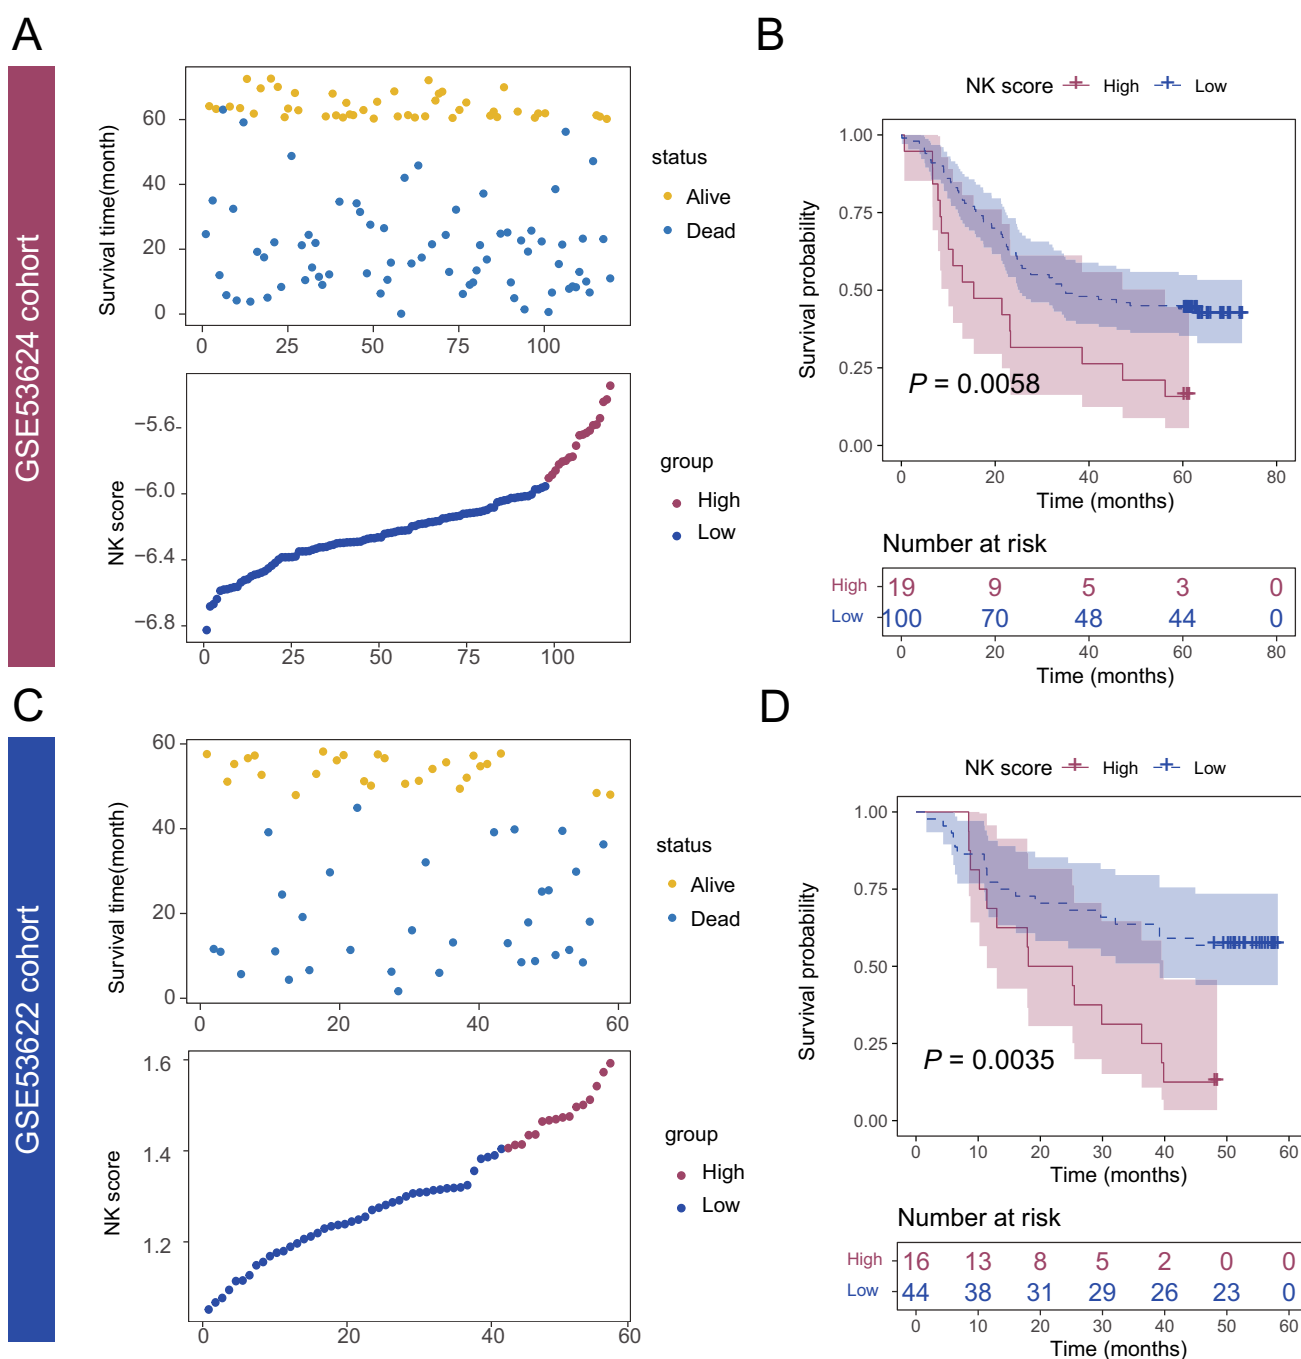 A
GSE53624 cohort
Survival time(month)
60
40
20
0
0 25 50 75 100
status
Alive
Dead
NK score
−5.6
−6.0
−6.4
−6.8
0 25 50 75 100
group
High
Low
B
NK score High Low
Survival probability
1.00
0.75
0.50
0.25
0.00
P = 0.0058
0 20 40 60 80
Time (months)
Number at risk
High 19 9 5 3 0
Low 100 70 48 44 0
0 20 40 60 80
Time (months)
C
GSE53622 cohort
Survival time(month)
60
40
20
0
0 20 40 60
status
Alive
Dead
NK score
1.6
1.4
1.2
0 20 40 60
group
High
Low
D
NK score High Low
Survival probability
1.00
0.75
0.50
0.25
0.00
P = 0.0035
0 10 20 30 40 50 60
Time (months)
Number at risk
High 16 13 8 5 2 0 0
Low 44 38 31 29 26 23 0
0 10 20 30 40 50 60
Time (months)